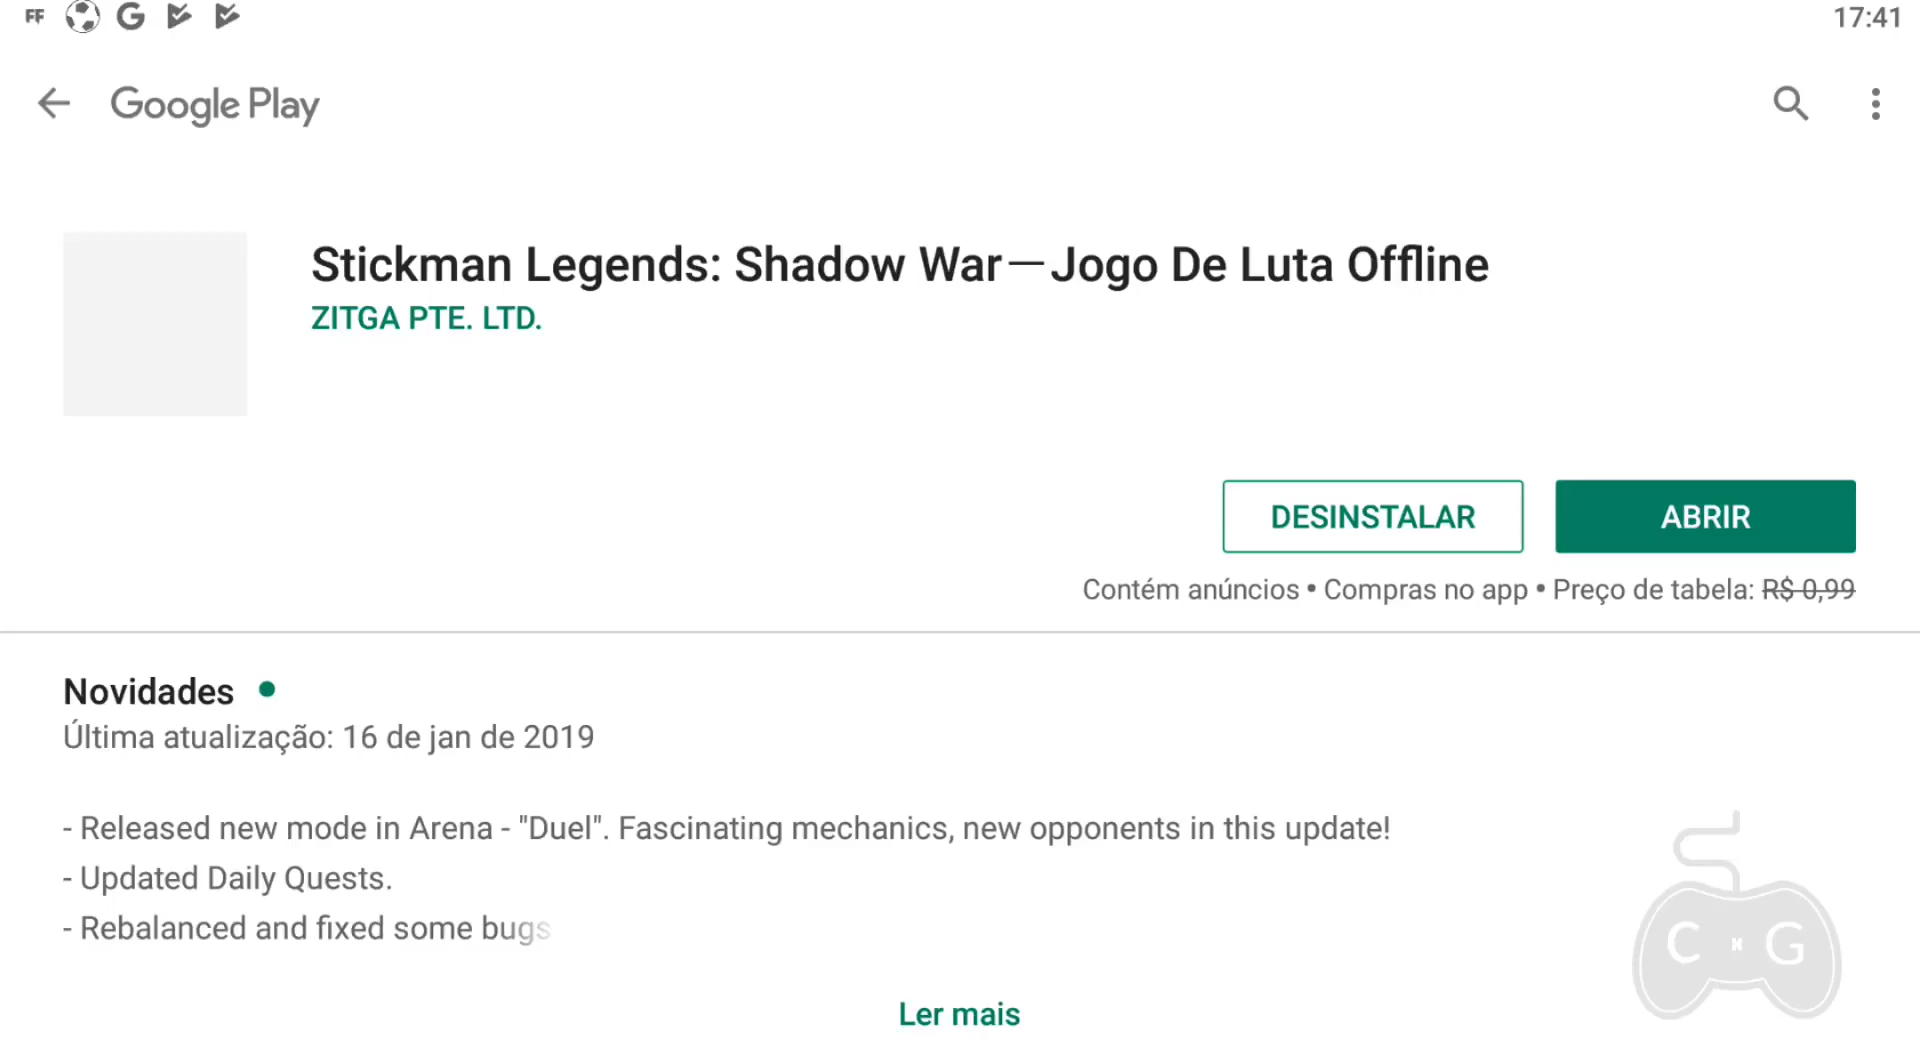 FF
17:41
Google Play
Stickman Legends: Shadow War—Jogo De Luta Offline
ZITGA PTE. LTD.
DESINSTALAR
ABRIR
Contém anúncios • Compras no app • Preço de tabela: R$ 0,99
Novidades
Última atualização: 16 de jan de 2019
- Released new mode in Arena - "Duel". Fascinating mechanics, new opponents in this update!
- Updated Daily Quests.
- Rebalanced and fixed some bugs
C N G
Ler mais